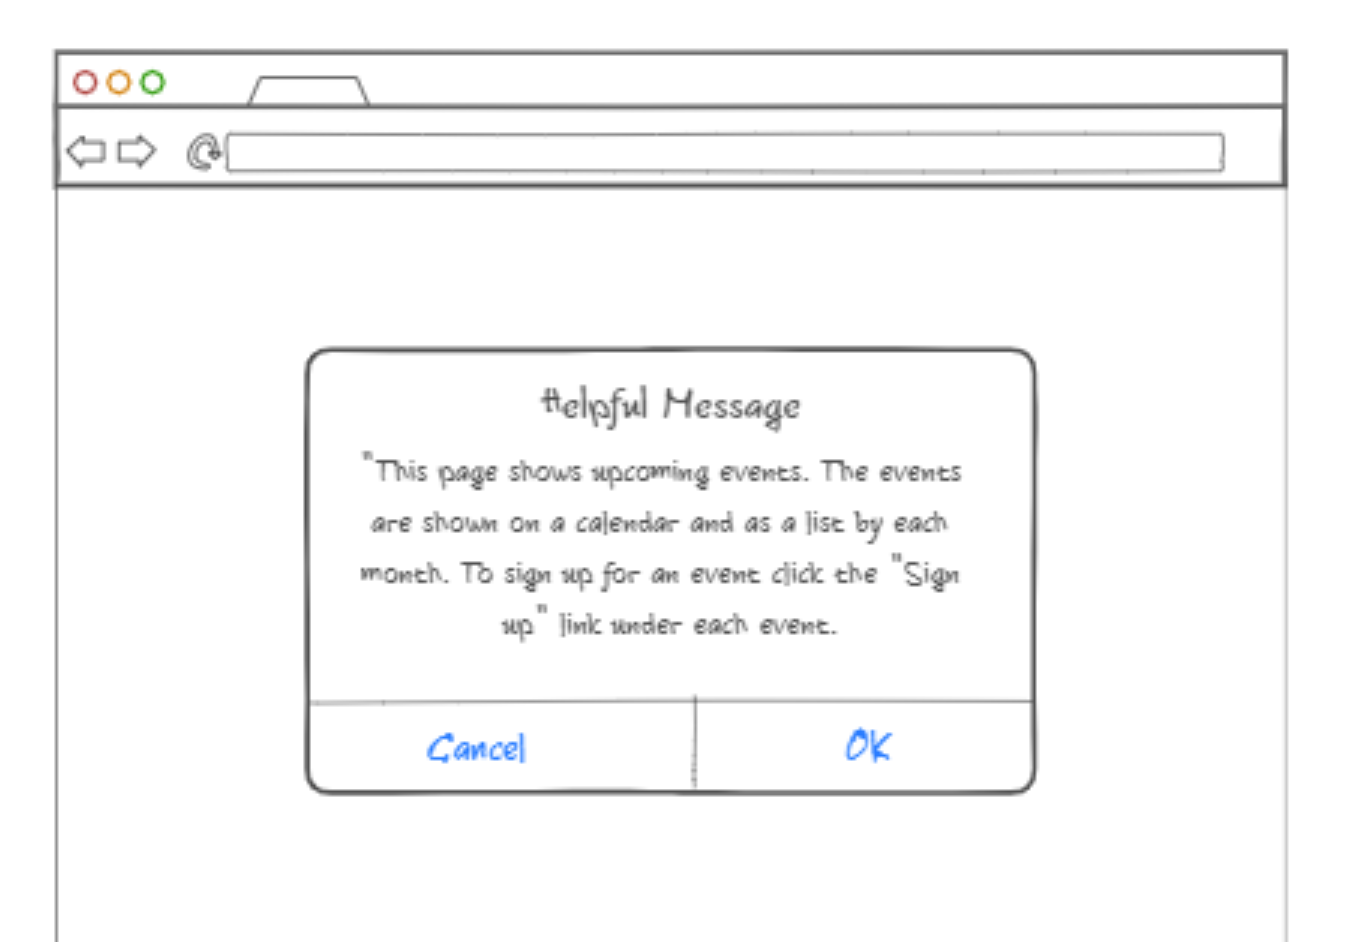 Helpful Message
"This page shows upcoming events. The events
are shown on a calendar and as a list by each
month. To sign up for an event click the "Sign
up" link under each event.
Cancel
OK